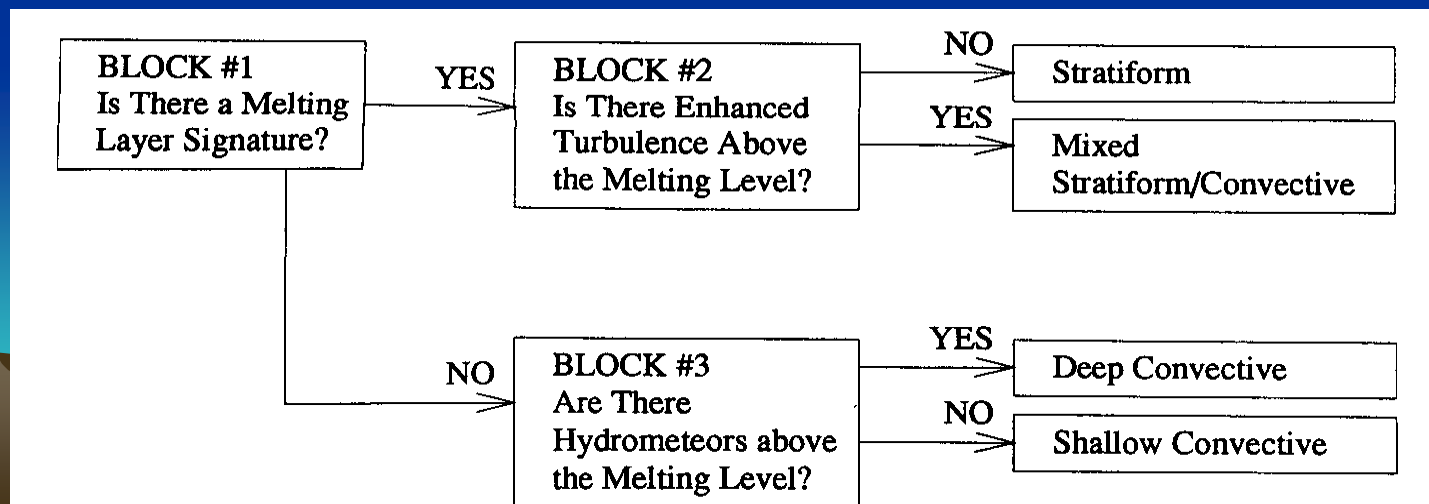 BLOCK #1
Is There a Melting
Layer Signature?
YES
BLOCK #2
Is There Enhanced
Turbulence Above
the Melting Level?
NO
Stratiform
YES
Mixed
Stratiform/Convective
NO
BLOCK #3
Are There
Hydrometeors above
the Melting Level?
YES
Deep Convective
NO
Shallow Convective